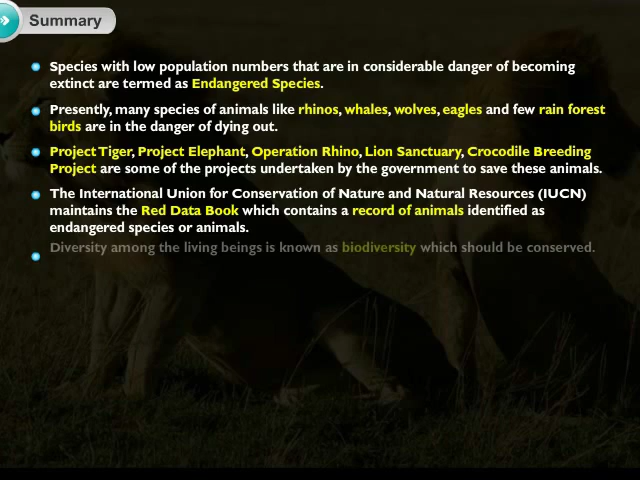 Summary
Species with low population numbers that are in considerable danger of becoming
extinct are termed as Endangered Species.
Presently, many species of animals like rhinos, whales, wolves, eagles and few rain forest
birds are in the danger of dying out.
Project Tiger, Project Elephant, Operation Rhino, Lion Sanctuary, Crocodile Breeding
Project are some of the projects undertaken by the government to save these animals.
The International Union for Conservation of Nature and Natural Resources (IUCN)
maintains the Red Data Book which contains a record of animals identified as
endangered species or animals.
Diversity among the living beings is known as biodiversity which should be conserved.